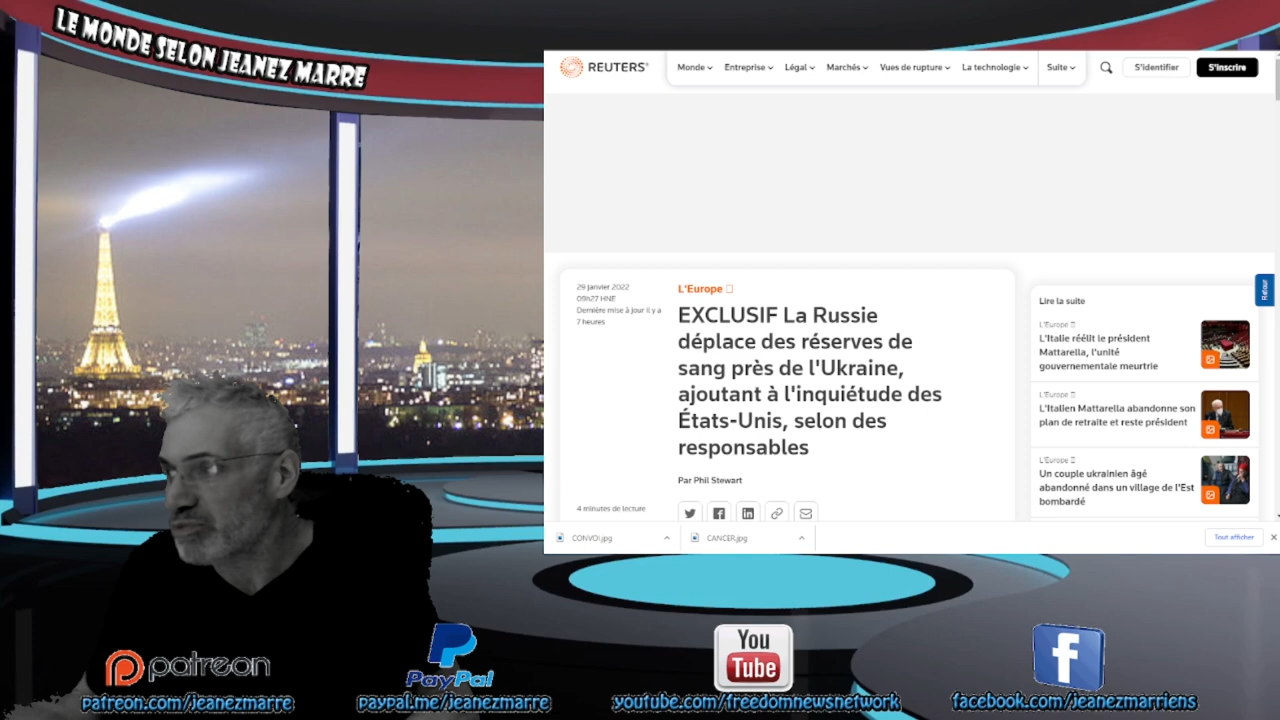 LE MONDE SELON JEANEZ MARRE
REUTERS®
Monde
Entreprise
Légal
Marchés
Vues de rupture
La technologie
Suite
S'identifier
S'inscrire
Retour
29 janvier 2022
09h27 HNE
Dernière mise à jour il y a
7 heures
L'Europe
EXCLUSIF La Russie
déplace des réserves de
sang près de l'Ukraine,
ajoutant à l'inquiétude des
États-Unis, selon des
responsables
Par Phil Stewart
4 minutes de lecture
Lire la suite
L'Europe
L'Italie réélit le président
Mattarella, l'unité
gouvernementale meurtrie
L'Europe
L'Italien Mattarella abandonne son
plan de retraite et reste président
L'Europe
Un couple ukrainien âgé
abandonné dans un village de l'Est
bombardé
CONVOI.jpg
CANCER.jpg
Tout afficher
patreon
patreon.com/jeanezmarre
PayPal
paypal.me/jeanezmarre
You
Tube
youtube.com/freedomnewsnetwork
f
facebook.com/jeanezmarriens